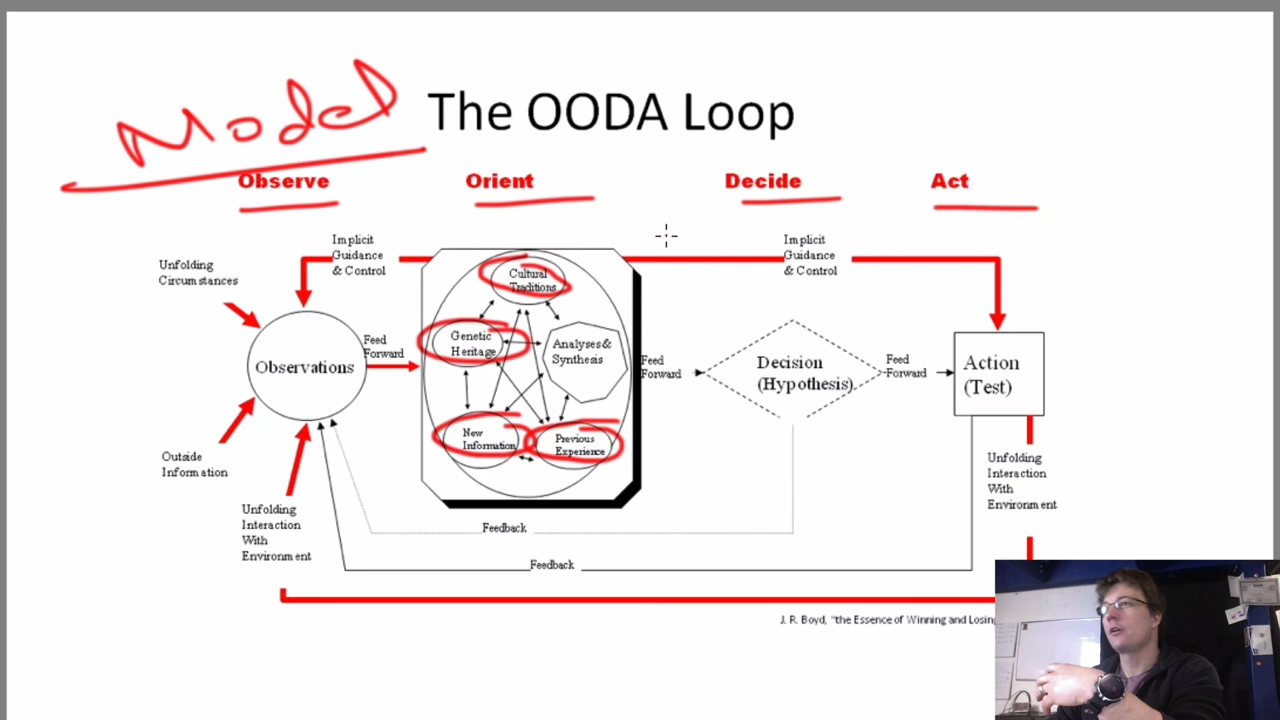 Model
The OODA Loop
Observe
Orient
Decide
Act
Implicit
Guidance
& Control
Implicit
Guidance
& Control
Unfolding
Circumstances
Cultural
Traditions
Genetic
Heritage
Analyses &
Synthesis
New
Information
Previous
Experience
Observations
Feed
Forward
Feed
Forward
Decision
(Hypothesis)
Feed
Forward
Action
(Test)
Outside
Information
Unfolding
Interaction
With
Environment
Unfolding
Interaction
With
Environment
Feedback
Feedback
J. R. Boyd, "the Essence of Winning and Losing